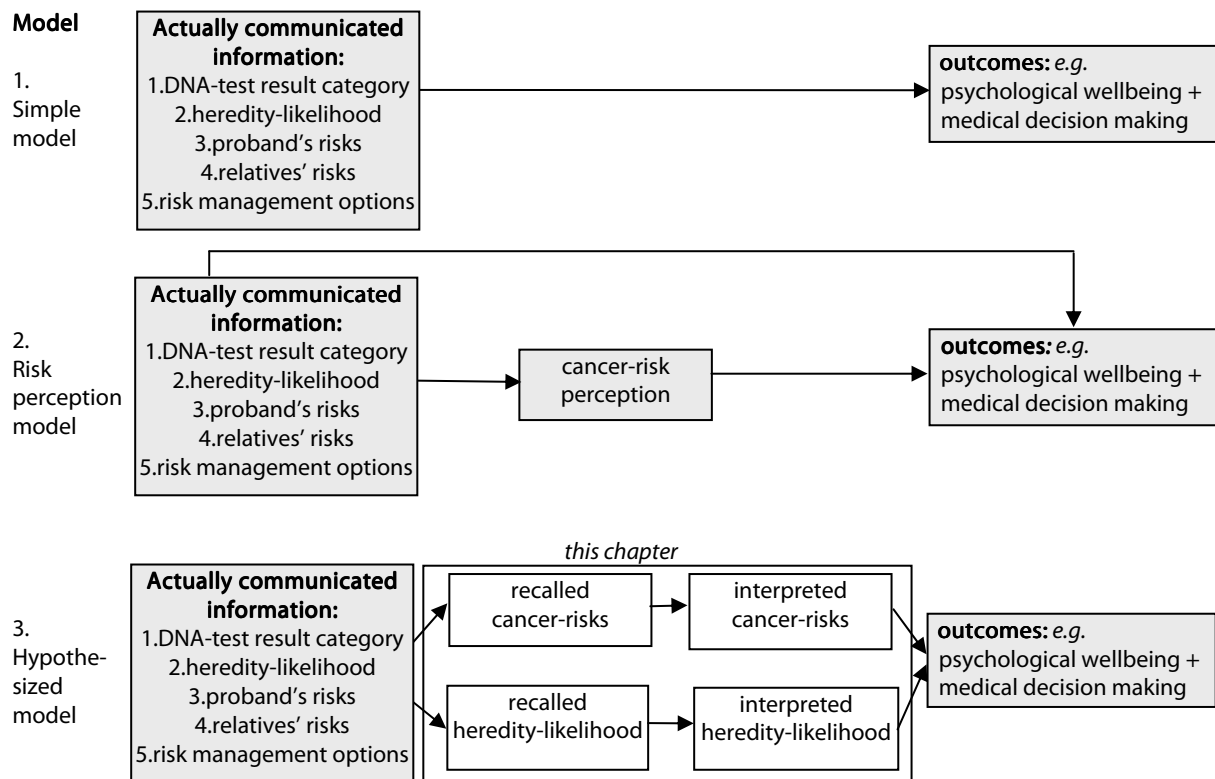 Model
1.
Simple
model
Actually communicated
information:
1.DNA-test result category
2.heredity-likelihood
3.proband's risks
4.relatives' risks
5.risk management options
outcomes: e.g.
psychological wellbeing +
medical decision making
2.
Risk
perception
model
Actually communicated
information:
1.DNA-test result category
2.heredity-likelihood
3.proband's risks
4.relatives' risks
5.risk management options
cancer-risk
perception
outcomes: e.g.
psychological wellbeing +
medical decision making
3.
Hypothe-
sized
model
Actually communicated
information:
1.DNA-test result category
2.heredity-likelihood
3.proband's risks
4.relatives' risks
5.risk management options
this chapter
recalled
cancer-risks
interpreted
cancer-risks
recalled
heredity-likelihood
interpreted
heredity-likelihood
outcomes: e.g.
psychological wellbeing +
medical decision making